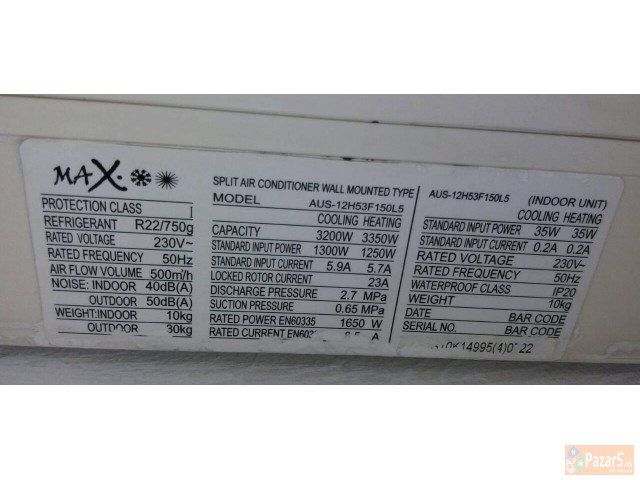 MAX
PROTECTION CLASS I
REFRIGERANT R22/750g
RATED VOLTAGE 230V~
RATED FREQUENCY 50Hz
AIR FLOW VOLUME 500m/h
NOISE: INDOOR 40dB(A)
OUTDOOR 50dB(A)
WEIGHT:INDOOR 10kg
OUTDOOR 30kg
SPLIT AIR CONDITIONER WALL MOUNTED TYPE
MODEL AUS-12H53F150L5
COOLING HEATING
CAPACITY 3200W 3350W
STANDARD INPUT POWER 1300W 1250W
STANDARD INPUT CURRENT 5.9A 5.7A
LOCKED ROTOR CURRENT 23A
DISCHARGE PRESSURE 2.7 MPa
SUCTION PRESSURE 0.65 MPa
RATED POWER EN60335 1650 W
RATED CURRENT A
AUS-12H53F150L5 (INDOOR UNIT)
COOLING HEATING
STANDARD INPUT POWER 35W 35W
STANDARD INPUT CURRENT 0.2A 0.2A
RATED VOLTAGE 230V~
RATED FREQUENCY 50Hz
WATERPROOF CLASS IP20
WEIGHT 10kg
DATE BAR CODE
SERIAL NO. BAR CODE
Pazar5